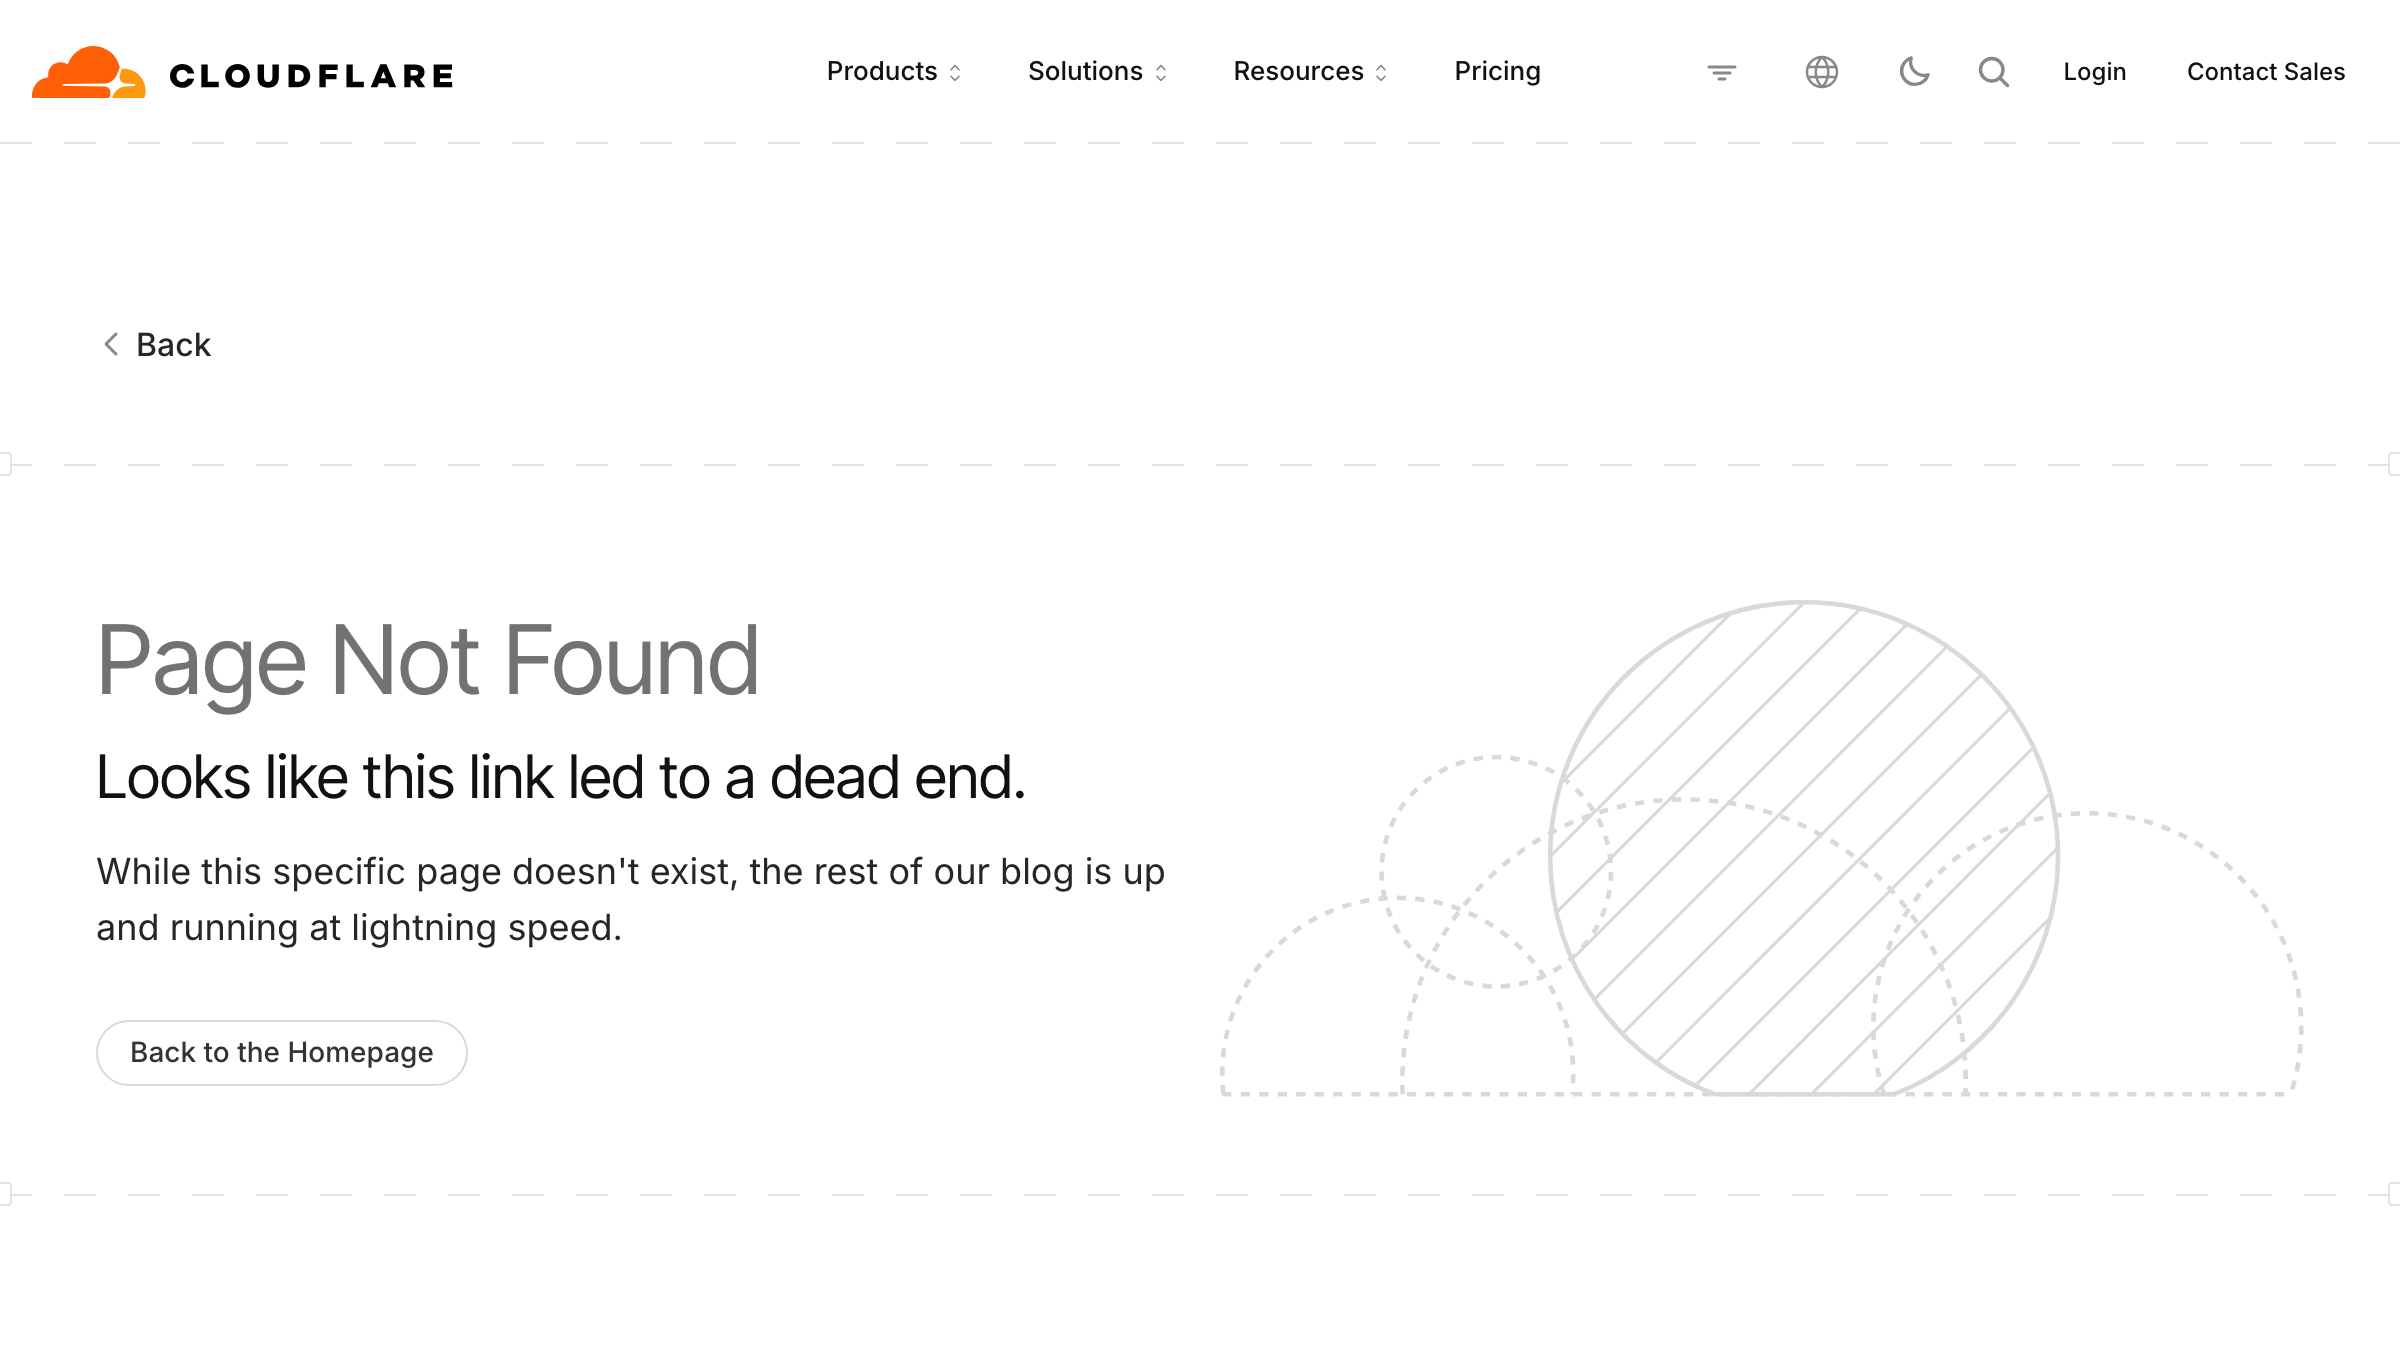 CLOUDFLARE
Products
Solutions
Resources
Pricing
Login
Contact Sales
Back
Page Not Found
Looks like this link led to a dead end.
While this specific page doesn't exist, the rest of our blog is up
and running at lightning speed.
Back to the Homepage